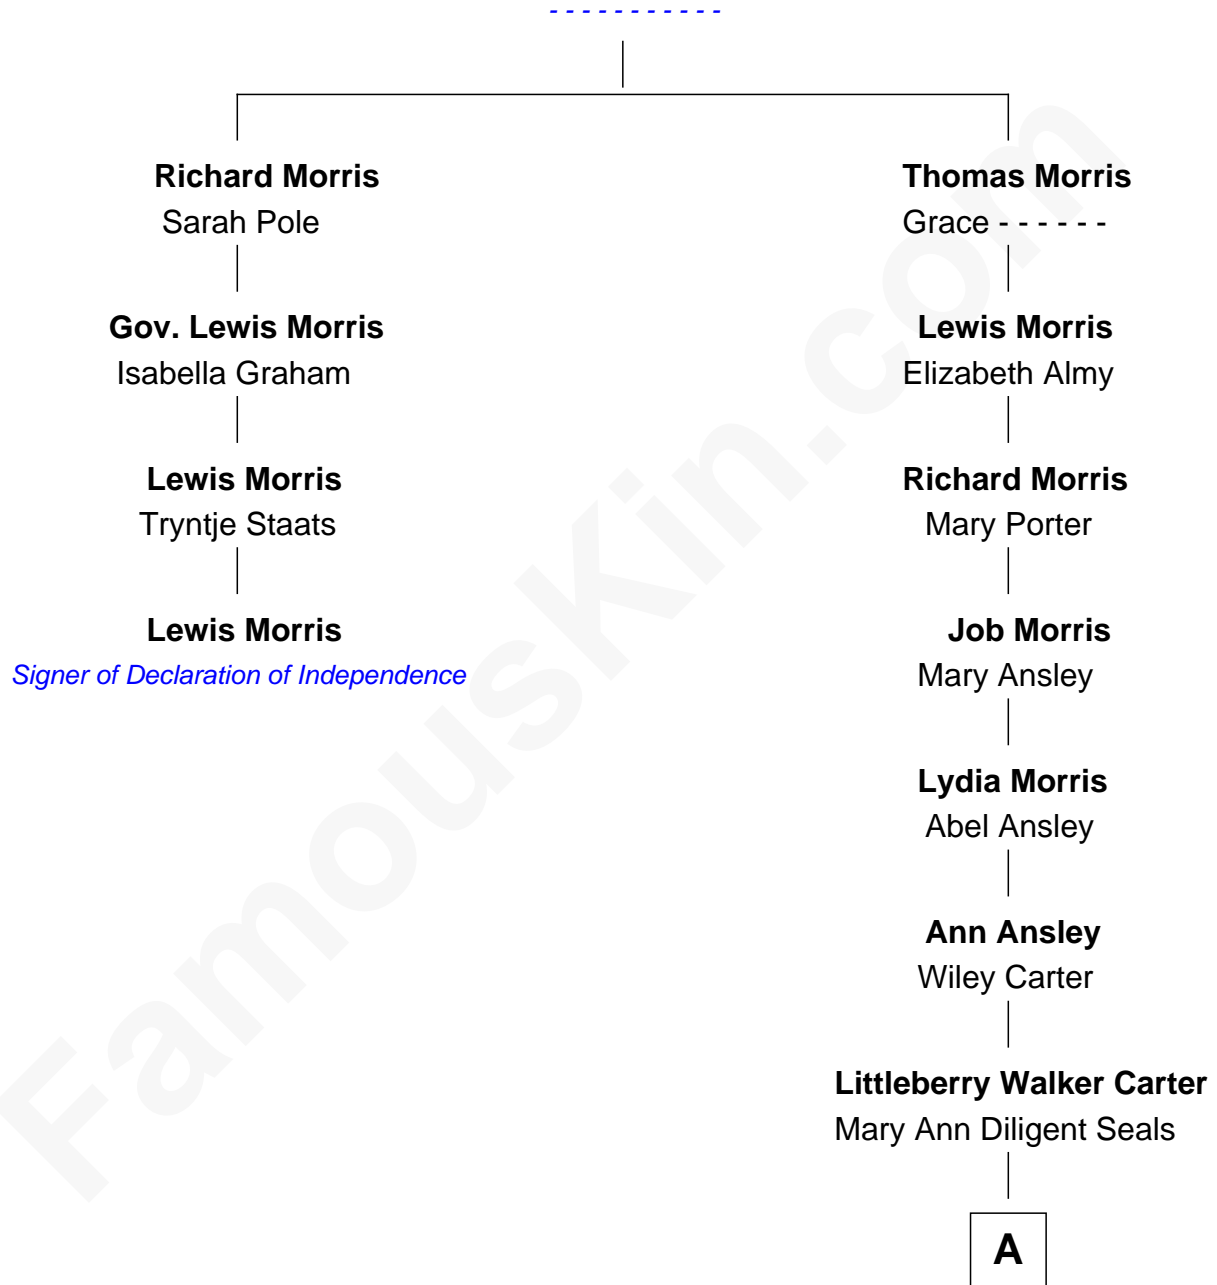 - - - - - - - - - - -
Richard Morris
Sarah Pole
Thomas Morris
Grace - - - - - -
Gov. Lewis Morris
Isabella Graham
Lewis Morris
Elizabeth Almy
Lewis Morris
Tryntje Staats
Richard Morris
Mary Porter
Lewis Morris
Signer of Declaration of Independence
Job Morris
Mary Ansley
Lydia Morris
Abel Ansley
Ann Ansley
Wiley Carter
Littleberry Walker Carter
Mary Ann Diligent Seals
A
FamousKin.com